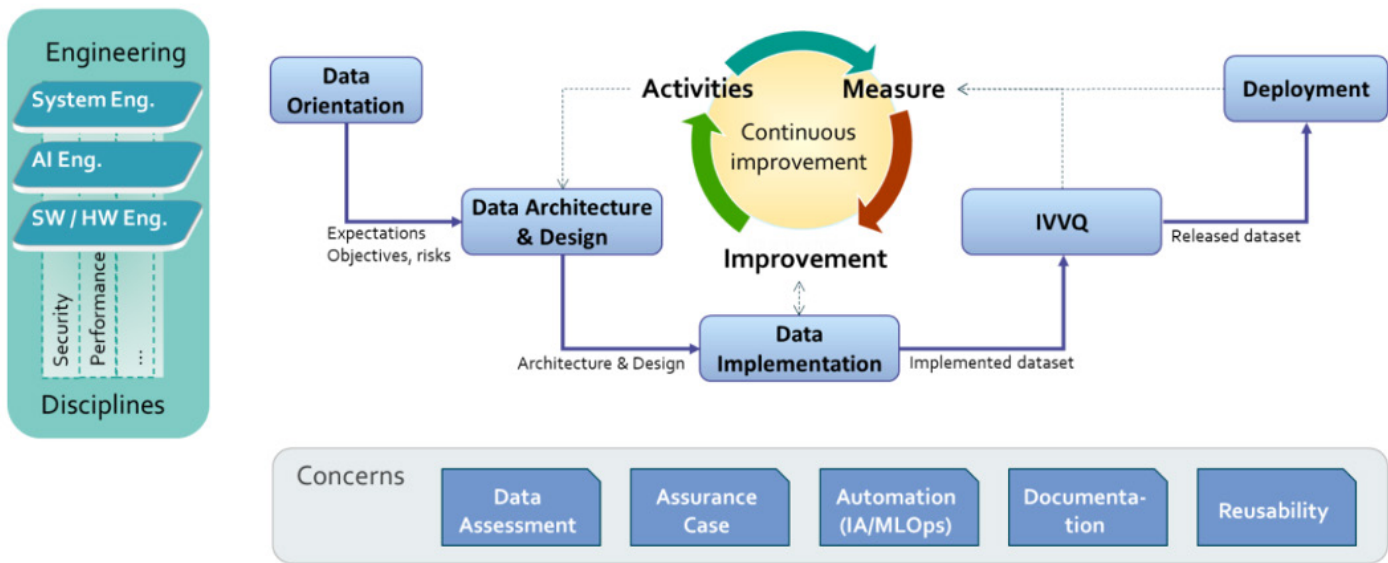 Engineering
System Eng.
AI Eng.
SW / HW Eng.
Security
Performance
...
Disciplines
Data
Orientation
Expectations
Objectives, risks
Data Architecture
& Design
Architecture & Design
Activities
Measure
Continuous
improvement
Improvement
Data
Implementation
Implemented dataset
IVVQ
Released dataset
Deployment
Concerns
Data
Assessment
Assurance
Case
Automation
(IA/MLOps)
Documenta-
tion
Reusability